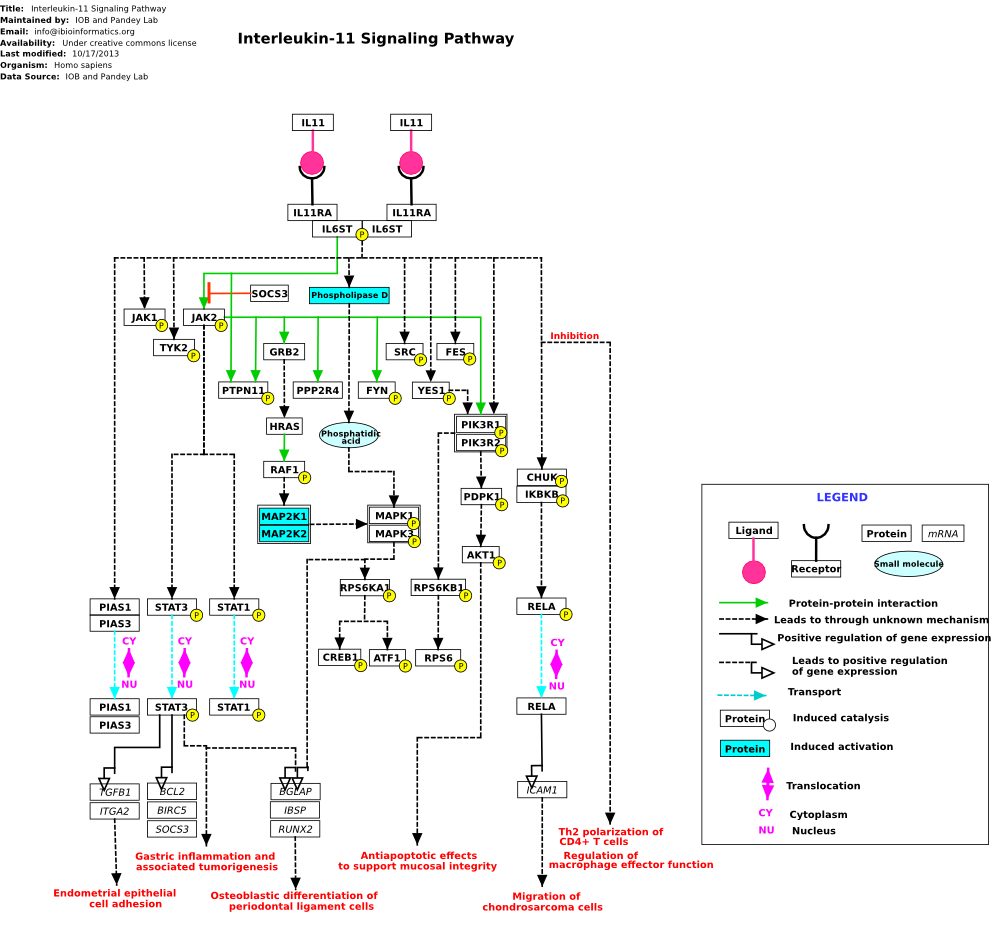 Title: Interleukin-11 Signaling Pathway
Maintained by: IOB and Pandey Lab
Email: info@ibioinformatics.org
Availability: Under creative commons license
Last modified: 10/17/2013
Organism: Homo sapiens
Data Source: IOB and Pandey Lab
Interleukin-11 Signaling Pathway
IL11
IL11
IL11RA
IL11RA
IL6ST
P
IL6ST
SOCS3
Phospholipase D
JAK1
P
JAK2
P
TYK2
P
GRB2
SRC
P
FES
P
Inhibition
PTPN11
P
PPP2R4
FYN
P
YES1
P
HRAS
Phosphatidic
acid
PIK3R1
P
PIK3R2
P
RAF1
P
CHUK
P
IKBKB
P
PDPK1
P
MAP2K1
MAP2K2
MAPK1
P
MAPK3
P
AKT1
P
RPS6KA1
P
RPS6KB1
P
PIAS1
PIAS3
STAT3
P
STAT1
P
RELA
P
CREB1
P
ATF1
P
RPS6
P
CY
CY
CY
CY
NU
NU
NU
NU
PIAS1
PIAS3
STAT3
P
STAT1
P
RELA
TGFB1
ITGA2
BCL2
BIRC5
SOCS3
BGLAP
IBSP
RUNX2
ICAM1
Gastric inflammation and
associated tumorigenesis
Antiapoptotic effects
to support mucosal integrity
Th2 polarization of
CD4+ T cells
Regulation of
macrophage effector function
Endometrial epithelial
cell adhesion
Osteoblastic differentiation of
periodontal ligament cells
Migration of
chondrosarcoma cells
LEGEND
Ligand
Receptor
Protein
mRNA
Small molecule
Protein-protein interaction
Leads to through unknown mechanism
Positive regulation of gene expression
Leads to positive regulation
of gene expression
Transport
Protein
Induced catalysis
Protein
Induced activation
Translocation
CY Cytoplasm
NU Nucleus